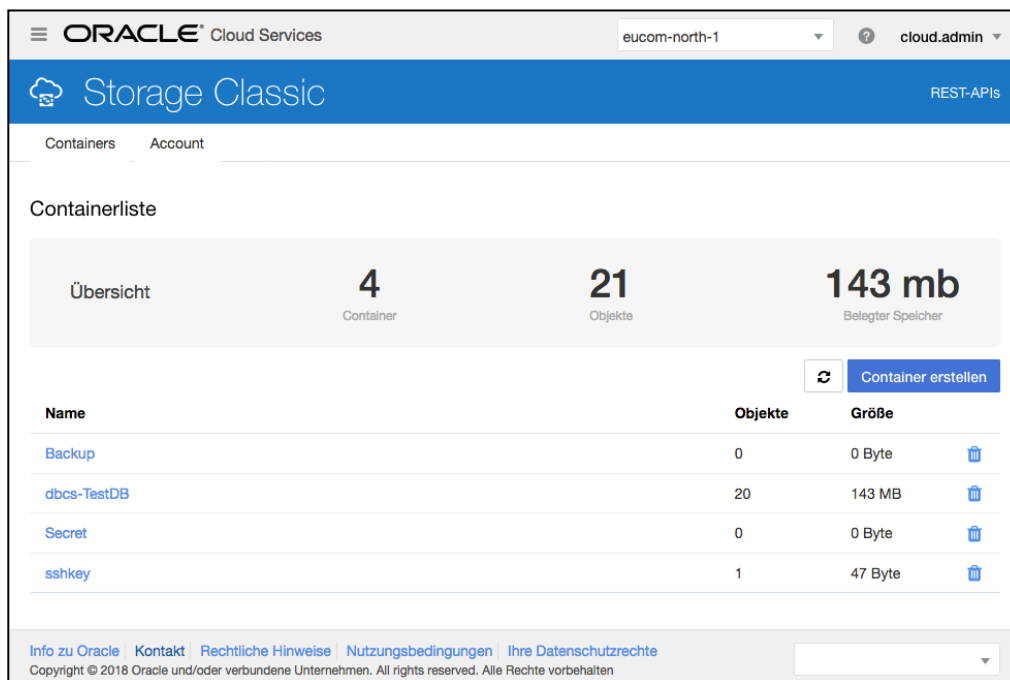 ORACLE® Cloud Services eucom-north-1 cloud.admin
Storage Classic REST-APIs
Containers Account
Containerliste
Übersicht 4 21 143 mb
Container Objekte Belegter Speicher
Container erstellen
Name Objekte Größe
Backup 0 0 Byte
dbcs-TestDB 20 143 MB
Secret 0 0 Byte
sshkey 1 47 Byte
Info zu Oracle Kontakt Rechtliche Hinweise Nutzungsbedingungen Ihre Datenschutzrechte
Copyright © 2018 Oracle und/oder verbundene Unternehmen. All rights reserved. Alle Rechte vorbehalten